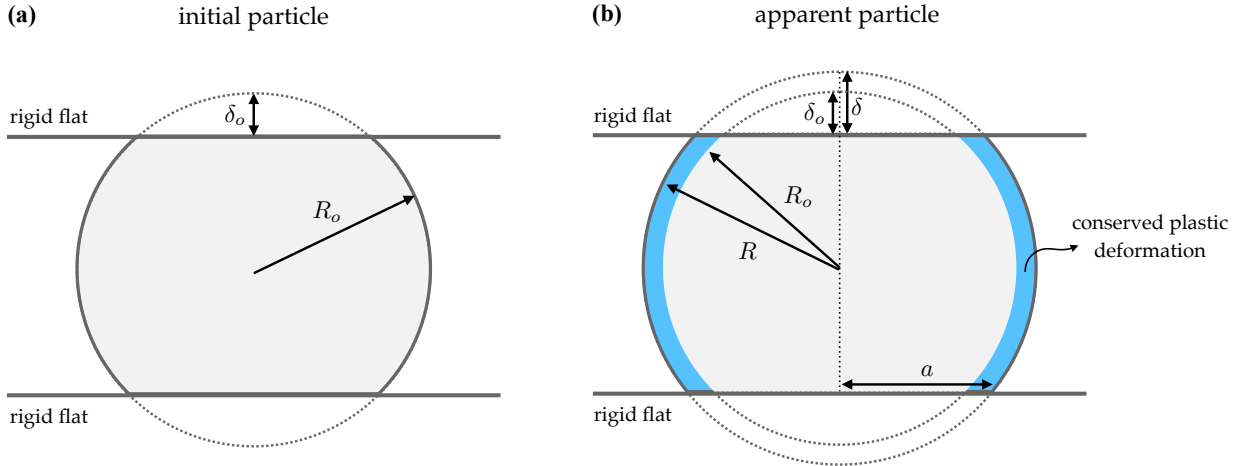 (a) initial particle
rigid flat
δₒ
Rₒ
rigid flat
(b) apparent particle
rigid flat
δₒ
δ
Rₒ
R
conserved plastic
deformation
a
rigid flat